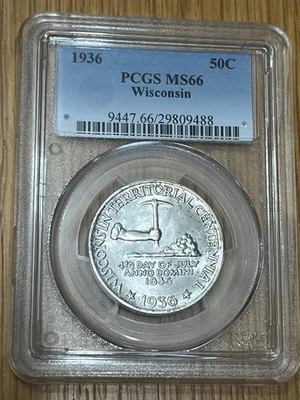 1936 50C
PCGS MS66
Wisconsin
9447.66/29809488
WISCONSIN TERRITORIAL CENTENNIAL
4TH DAY OF JULY
ANNO DOMINI
1836
★ 1936 ★